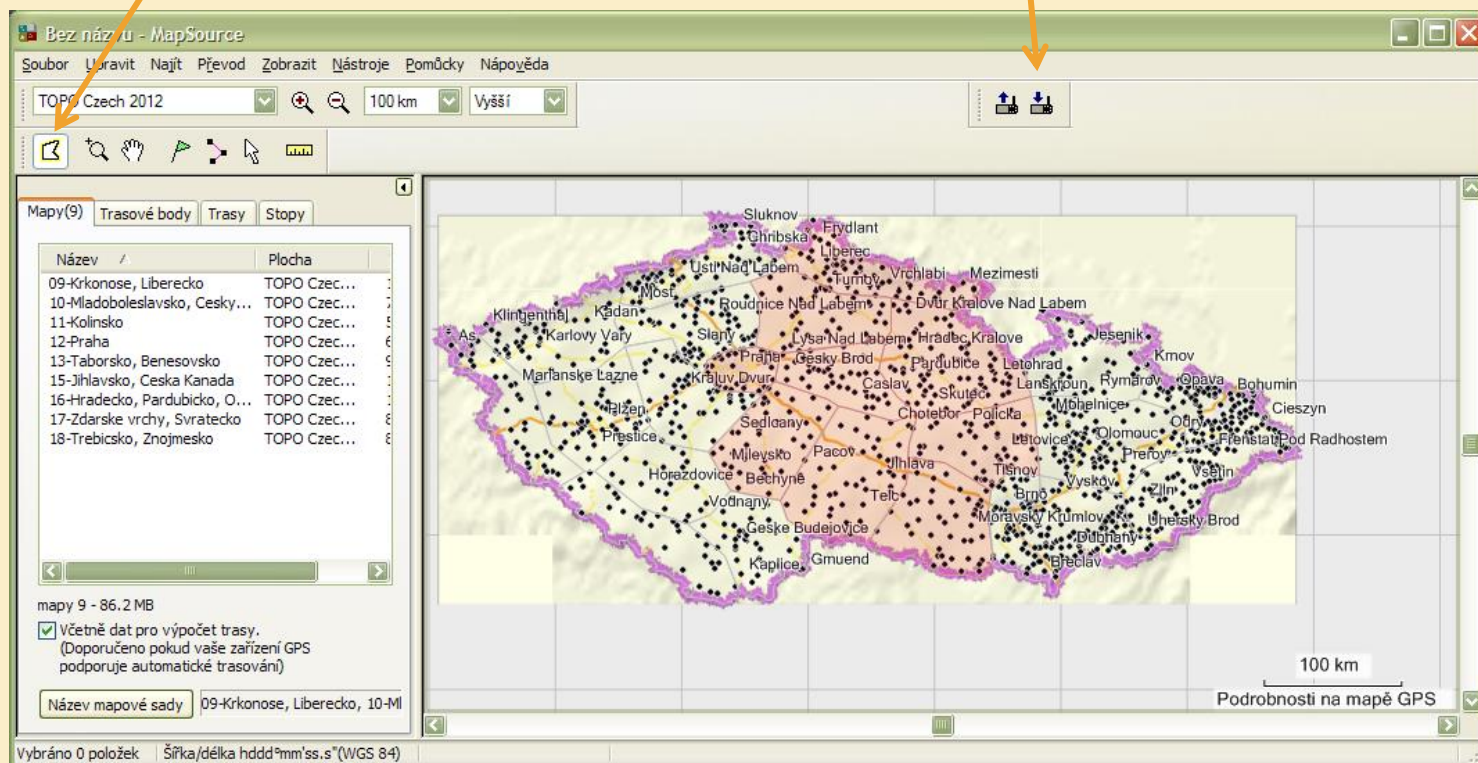 Bez názvu - MapSource
Soubor Upravit Najít Převod Zobrazit Nástroje Pomůcky Nápověda
TOPO Czech 2012 100 km Vyšší
Mapy(9) Trasové body Trasy Stopy
Název Plocha
09-Krkonose, Liberecko TOPO Czec...
10-Mladoboleslavsko, Cesky... TOPO Czec...
11-Kolinsko TOPO Czec...
12-Praha TOPO Czec...
13-Taborsko, Benesovsko TOPO Czec...
15-Jihlavsko, Ceska Kanada TOPO Czec...
16-Hradecko, Pardubicko, O... TOPO Czec...
17-Zdarske vrchy, Svratecko TOPO Czec...
18-Trebicsko, Znojmesko TOPO Czec...
mapy 9 - 86.2 MB
Včetně dat pro výpočet trasy.
(Doporučeno pokud vaše zařízení GPS
podporuje automatické trasování)
Název mapové sady 09-Krkonose, Liberecko, 10-Ml
Sluknov
Frydlant
Chribska
Liberec
Usti Nad Labem
Turnov
Vrchlabi
Mezimesti
Most
Roudnice Nad Labem
Dvur Kralove Nad Labem
Klingenthal
Kadan
As
Karlovy Vary
Slany
Lysa Nad Labem
Hradec Kralove
Jesenik
Krnov
Praha
Cesky Brod
Pardubice
Letohrad
Marianske Lazne
Kraluv Dvur
Caslav
Skutec
Lanskroun
Rymarov
Opava
Bohumin
Plzen
Sedlcany
Chotebor
Policka
Mohelnice
Odry
Cieszyn
Prestice
Letovice
Olomouc
Frenstat Pod Radhostem
Milevsko
Pacov
Jihlava
Prerov
Horazdovice
Bechyne
Tisnov
Vyskov
Vsetin
Vodnany
Telc
Brno
Zlin
Ceske Budejovice
Moravsky Krumlov
Uhersky Brod
Dubnany
Kaplice
Gmuend
Breclav
100 km
Podrobnosti na mapě GPS
Vybráno 0 položek Šířka/délka hddd°mm'ss.s"(WGS 84)